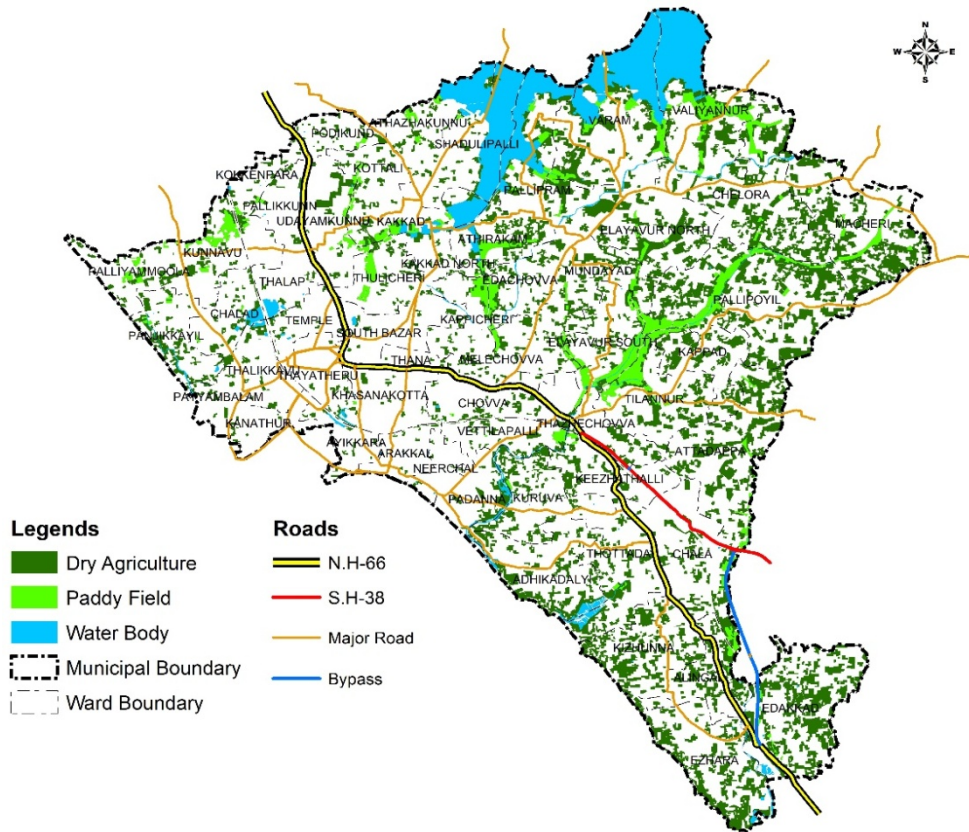 N
W E
S
VALIYANNUR
ATHAZHAKUNNU
VARAM
PODIKUND
SHADULIPALLI
KOTTALI
KOKKENPARA
PALLIPRAM
CHELORA
PALLIKKUNN
UDAYAMKUNNU
KAKKAD
MACHERI
ATHIRAKAM
ELAYAVUR NORTH
KUNNAVU
KAKKAD NORTH
PALLIYAMMOOLA
THALAP
THULICHERI
EDACHOVVA
MUNDAYAD
PALLIPOYIL
CHALAD
TEMPLE
KAPPICHERI
PANJIKKAYIL
SOUTH BAZAR
ELAYAVUR SOUTH
KAPPAD
THANA
MELECHOVVA
THALIKKAVU
THAYATHERU
PAYYAMBALAM
KHASANAKOTTA
CHOVVA
TILANNUR
KANATHUR
VETTILAPALLI
THAZHECHOVVA
AYIKKARA
ARAKKAL
ATTADAPPA
NEERCHAL
KEEZHATHALLI
PADANNA
KURUVA
THOTTADA
CHALA
ADHIKADALY
KIZHUNNA
ALINGAL
EDAKKAD
EZHARA
Legends
Dry Agriculture
Paddy Field
Water Body
Municipal Boundary
Ward Boundary
Roads
N.H-66
S.H-38
Major Road
Bypass